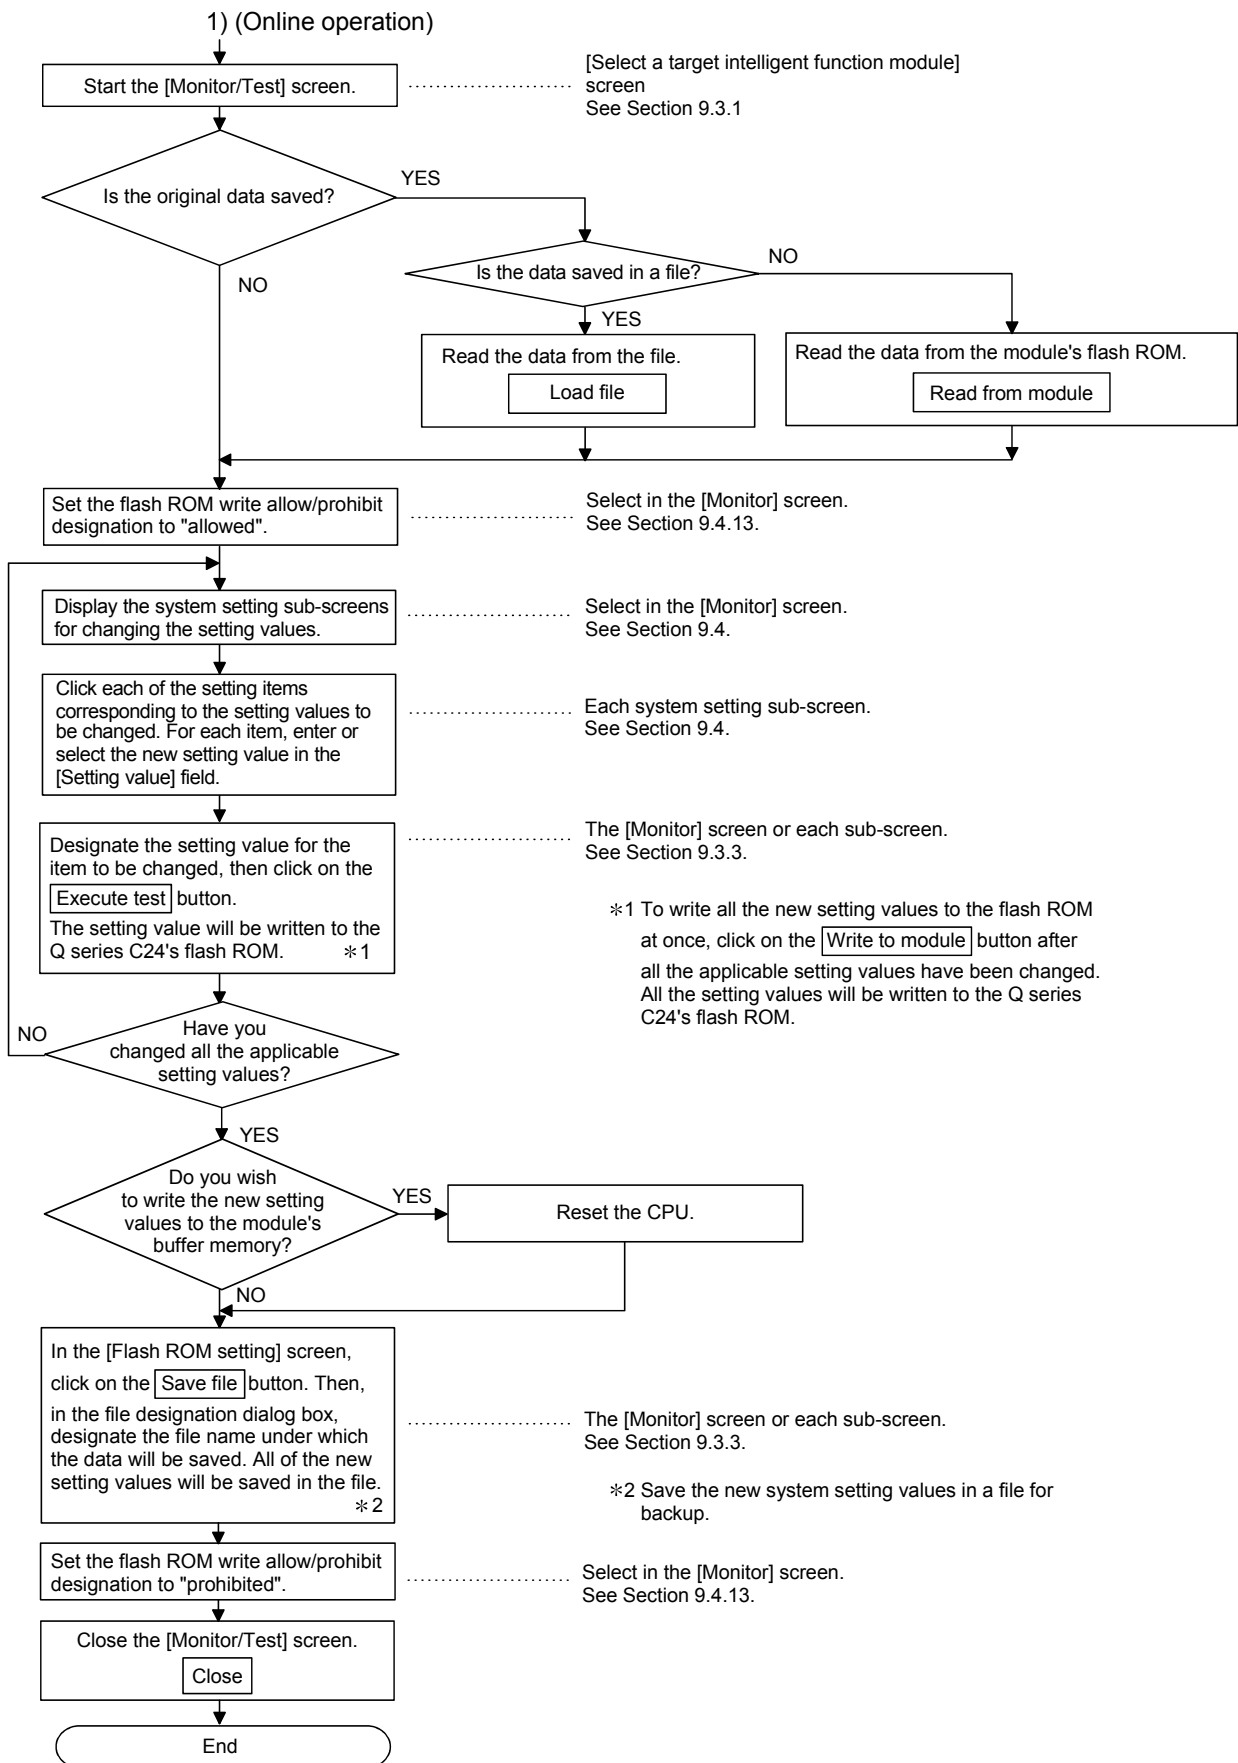 1) (Online operation)
Start the [Monitor/Test] screen.
[Select a target intelligent function module]
screen
See Section 9.3.1
Is the original data saved?
YES
NO
Is the data saved in a file?
NO
YES
Read the data from the file.
Load file
Read the data from the module's flash ROM.
Read from module
Set the flash ROM write allow/prohibit
designation to "allowed".
Select in the [Monitor] screen.
See Section 9.4.13.
Display the system setting sub-screens
for changing the setting values.
Select in the [Monitor] screen.
See Section 9.4.
Click each of the setting items
corresponding to the setting values to
be changed. For each item, enter or
select the new setting value in the
[Setting value] field.
Each system setting sub-screen.
See Section 9.4.
Designate the setting value for the
item to be changed, then click on the
Execute test button.
The setting value will be written to the
Q series C24's flash ROM. *1
The [Monitor] screen or each sub-screen.
See Section 9.3.3.
*1 To write all the new setting values to the flash ROM
at once, click on the Write to module button after
all the applicable setting values have been changed.
All the setting values will be written to the Q series
C24's flash ROM.
NO
Have you
changed all the applicable
setting values?
YES
Do you wish
to write the new setting
values to the module's
buffer memory?
YES
Reset the CPU.
NO
In the [Flash ROM setting] screen,
click on the Save file button. Then,
in the file designation dialog box,
designate the file name under which
the data will be saved. All of the new
setting values will be saved in the file.
*2
The [Monitor] screen or each sub-screen.
See Section 9.3.3.
*2 Save the new system setting values in a file for
backup.
Set the flash ROM write allow/prohibit
designation to "prohibited".
Select in the [Monitor] screen.
See Section 9.4.13.
Close the [Monitor/Test] screen.
Close
End